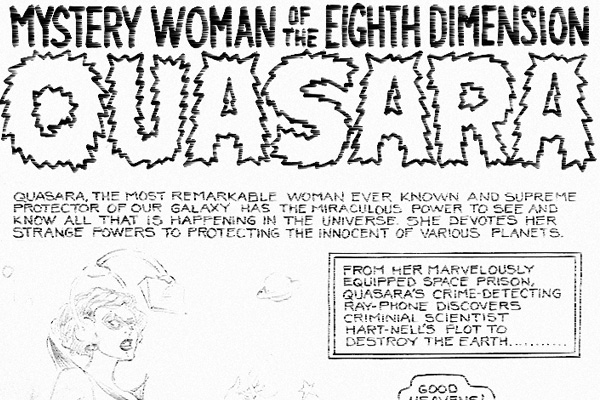 MYSTERY WOMAN OF THE EIGHTH DIMENSION
QUASARA
QUASARA, THE MOST REMARKABLE WOMAN EVER KNOWN AND SUPREME
PROTECTOR OF OUR GALAXY HAS THE MIRACULOUS POWER TO SEE AND
KNOW ALL THAT IS HAPPENING IN THE UNIVERSE. SHE DEVOTES HER
STRANGE POWERS TO PROTECTING THE INNOCENT OF VARIOUS PLANETS.
FROM HER MARVELOUSLY
EQUIPPED SPACE PRISON,
QUASARA'S CRIME-DETECTING
RAY-PHONE DISCOVERS
CRIMINIAL SCIENTIST
HART-NELL'S PLOT TO
DESTROY THE EARTH...........
GOOD
HEAVENS!